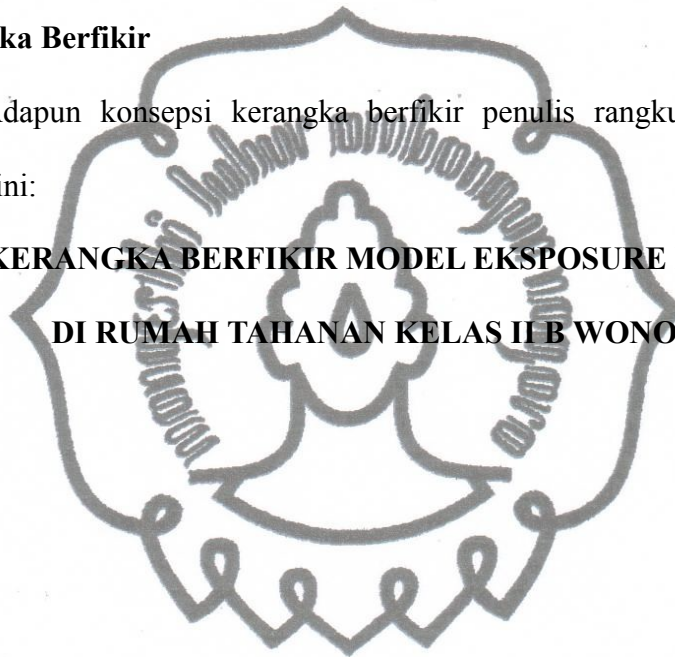 ka Berfikir
dapun konsepsi kerangka berfikir penulis rangku
ini:
KERANGKA BERFIKIR MODEL EKSPOSURE
DI RUMAH TAHANAN KELAS II B WONO